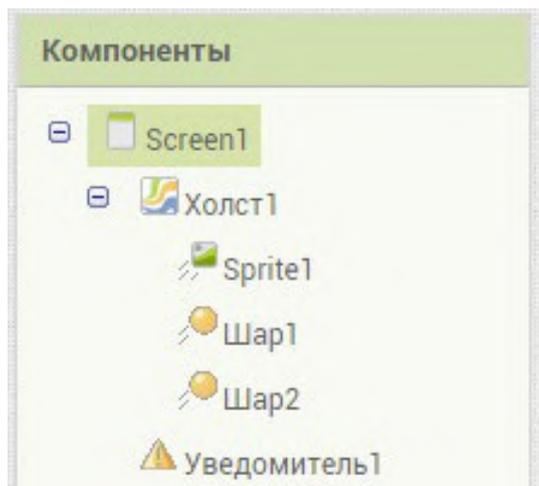 Компоненты
Screen1
Холст1
Sprite1
Шар1
Шар2
Уведомитель1